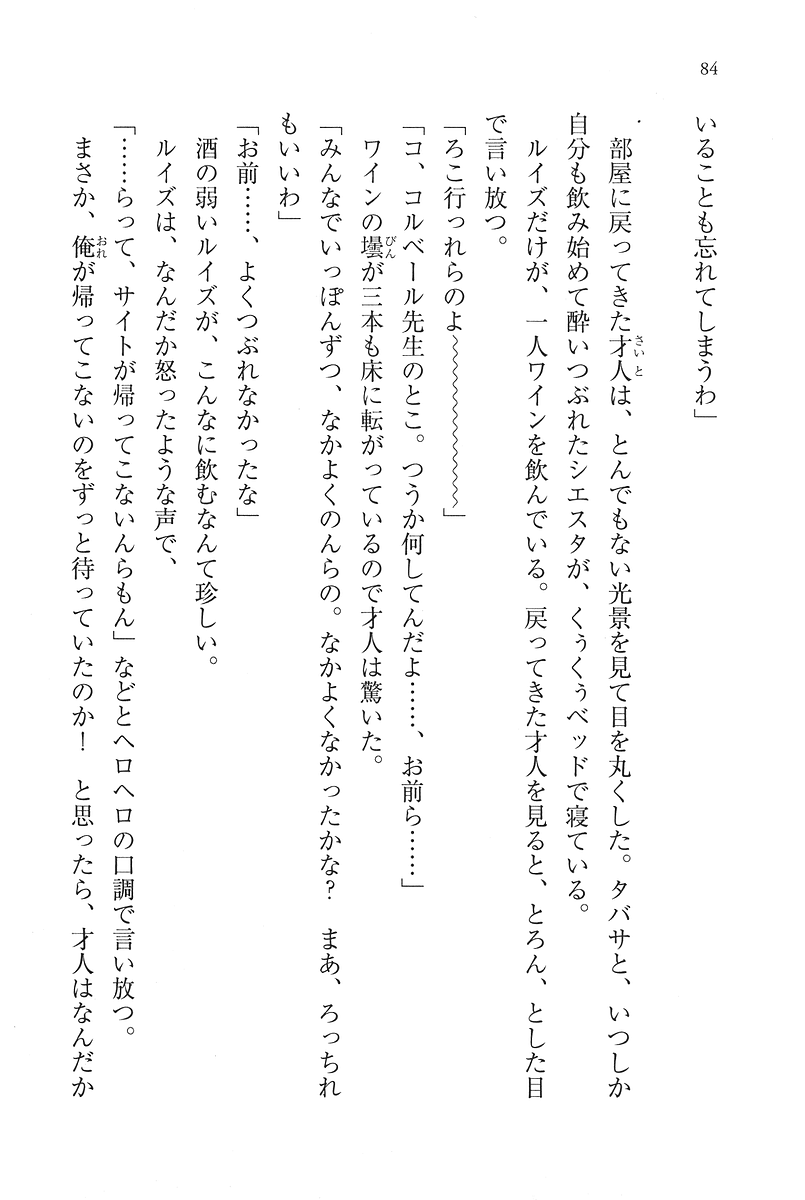 84
いることも忘れてしまうわ」
部屋に戻ってきた才人は、とんでもない光景を見て目を丸くした。タバサと、いつしか
自分も飲み始めて酔いつぶれたシエスタが、くぅくぅベッドで寝ている。
ルイズだけが、一人ワインを飲んでいる。戻ってきた才人を見ると、とろん、とした目
で言い放つ。
「ろこ行っれらのよ〜〜〜〜〜〜〜」
「コ、コルベール先生のとこ。つうか何してんだよ……、お前ら……」
ワインの壜が三本も床に転がっているので才人は驚いた。
「みんなでいっぽんずつ、なかよくのんらの。なかよくなかったかな？　まあ、ろっちれ
もいいわ」
「お前……、よくつぶれなかったな」
酒の弱いルイズが、こんなに飲むなんて珍しい。
ルイズは、なんだか怒ったような声で、
「……らって、サイトが帰ってこないんらもん」などとヘロヘロの口調で言い放つ。
まさか、俺が帰ってこないのをずっと待っていたのか！　と思ったら、才人はなんだか